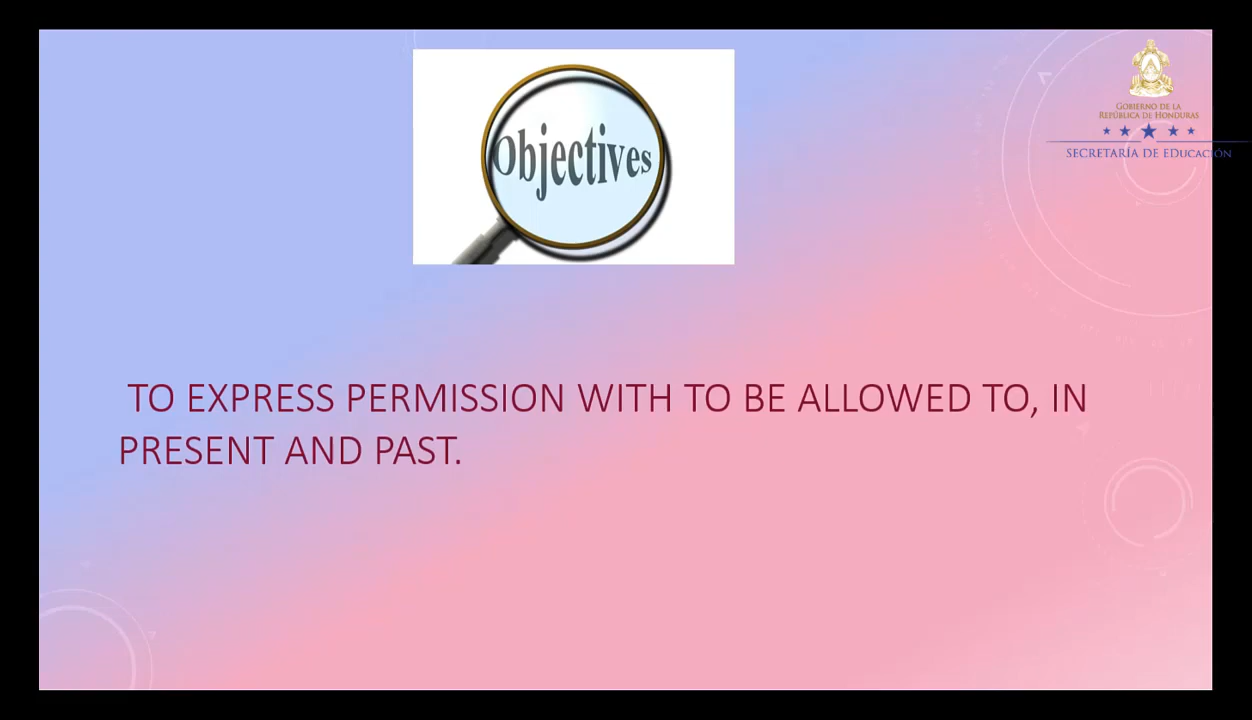 Objectives
GOBIERNO DE LA
REPÚBLICA DE HONDURAS
SECRETARÍA DE EDUCACIÓN
TO EXPRESS PERMISSION WITH TO BE ALLOWED TO, IN
PRESENT AND PAST.